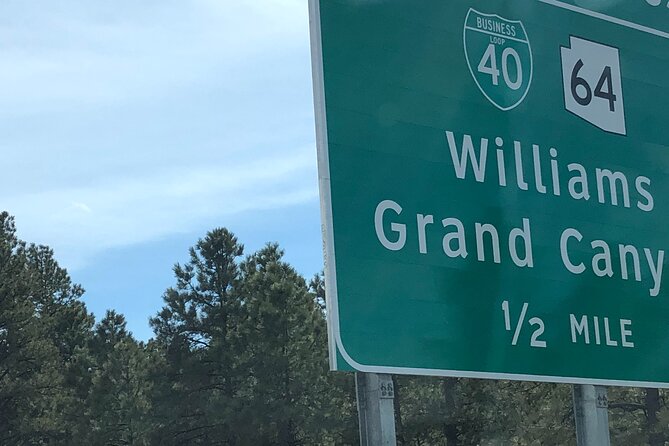 BUSINESS
LOOP
40
64
Williams
Grand Cany
1/2 MILE